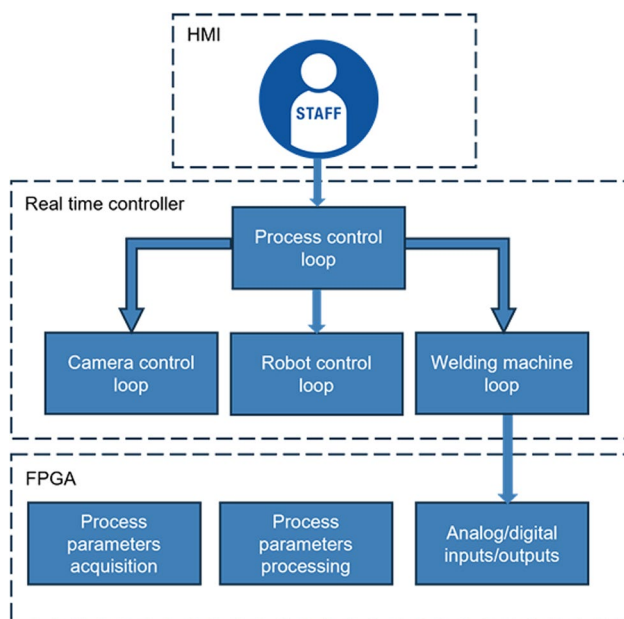 HMI
STAFF
Real time controller
Process control
loop
Camera control
loop
Robot control
loop
Welding machine
loop
FPGA
Process
parameters
acquisition
Process
parameters
processing
Analog/digital
inputs/outputs